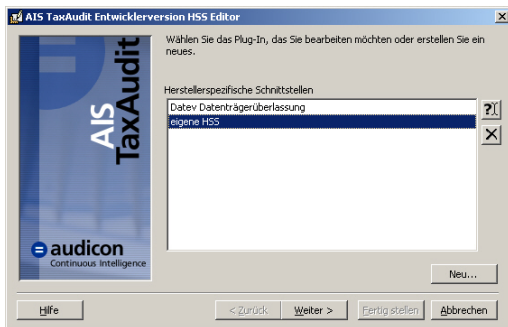 AIS TaxAudit Entwicklerversion HSS Editor
AIS
TaxAudit
audicon
Continuous Intelligence
Wählen Sie das Plug-In, das Sie bearbeiten möchten oder erstellen Sie ein
neues.
Herstellerspezifische Schnittstellen
Datev Datenträgerüberlassung
eigene HSS
Neu...
Hilfe
< Zurück
Weiter >
Fertig stellen
Abbrechen